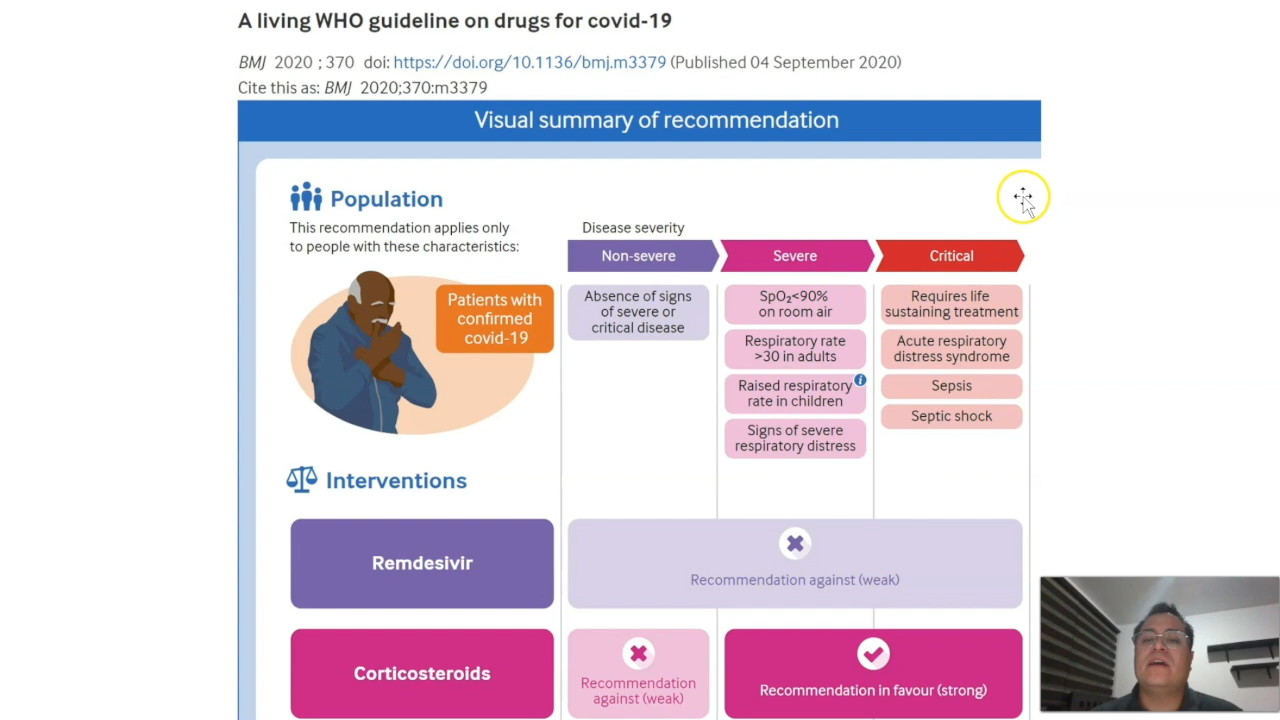 A living WHO guideline on drugs for covid-19
BMJ 2020 ; 370 doi: https://doi.org/10.1136/bmj.m3379 (Published 04 September 2020)
Cite this as: BMJ 2020;370:m3379
Visual summary of recommendation
Population
This recommendation applies only
to people with these characteristics:
Patients with
confirmed
covid-19
Disease severity
Non-severe
Severe
Critical
Absence of signs
of severe or
critical disease
SpO₂<90%
on room air
Respiratory rate
>30 in adults
Raised respiratory
rate in children
i
Signs of severe
respiratory distress
Requires life
sustaining treatment
Acute respiratory
distress syndrome
Sepsis
Septic shock
Interventions
Remdesivir
Recommendation against (weak)
Corticosteroids
Recommendation
against (weak)
Recommendation in favour (strong)